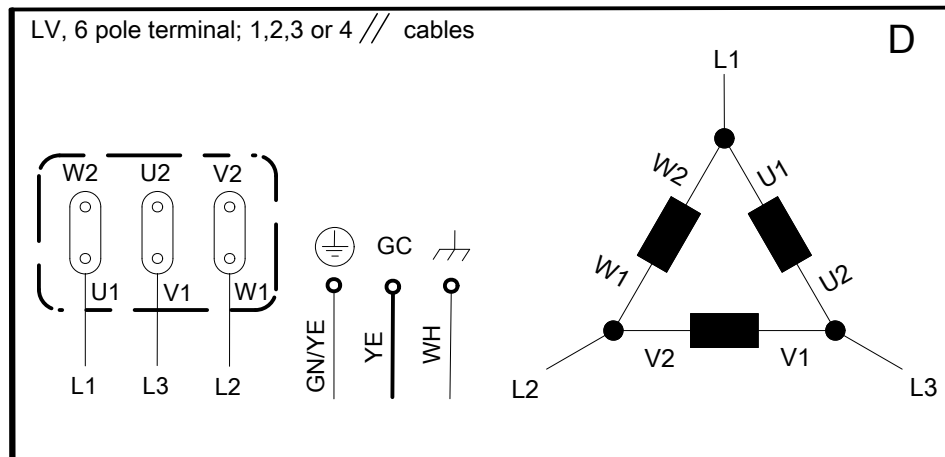 LV, 6 pole terminal; 1,2,3 or 4 // cables
D
L1
W2 U2 V2
W2 U1
GC
U1 V1 W1
W1 U2
GN/YE YE WH
V2 V1
L1 L3 L2
L2 L3